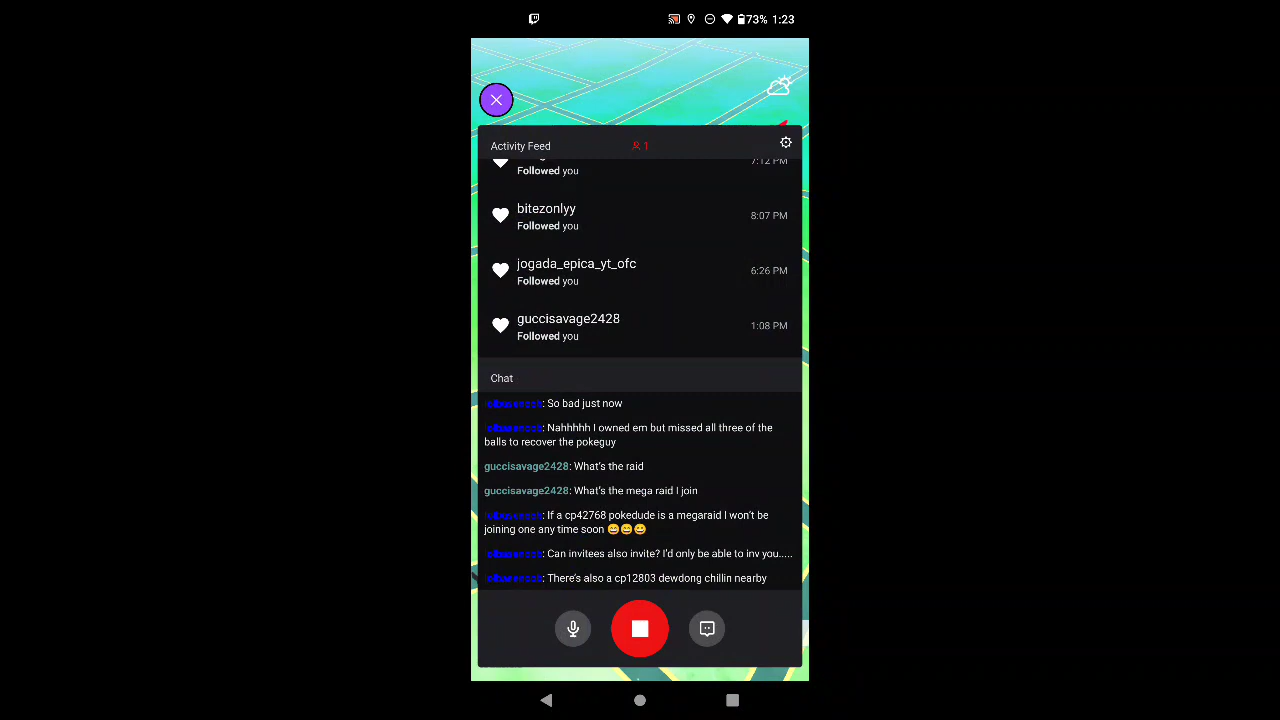 73% 1:23
Activity Feed 1
7:12 PM
Followed you
bitezonlyy
8:07 PM
Followed you
jogada_epica_yt_ofc
6:26 PM
Followed you
guccisavage2428
1:08 PM
Followed you
Chat
: So bad just now
: Nahhhhh I owned em but missed all three of the
balls to recover the pokeguy
guccisavage2428: What's the raid
guccisavage2428: What's the mega raid I join
: If a cp42768 pokedude is a megaraid I won't be
joining one any time soon 😄😄😄
: Can invitees also invite? I'd only be able to inv you.....
: There's also a cp12803 dewdong chillin nearby